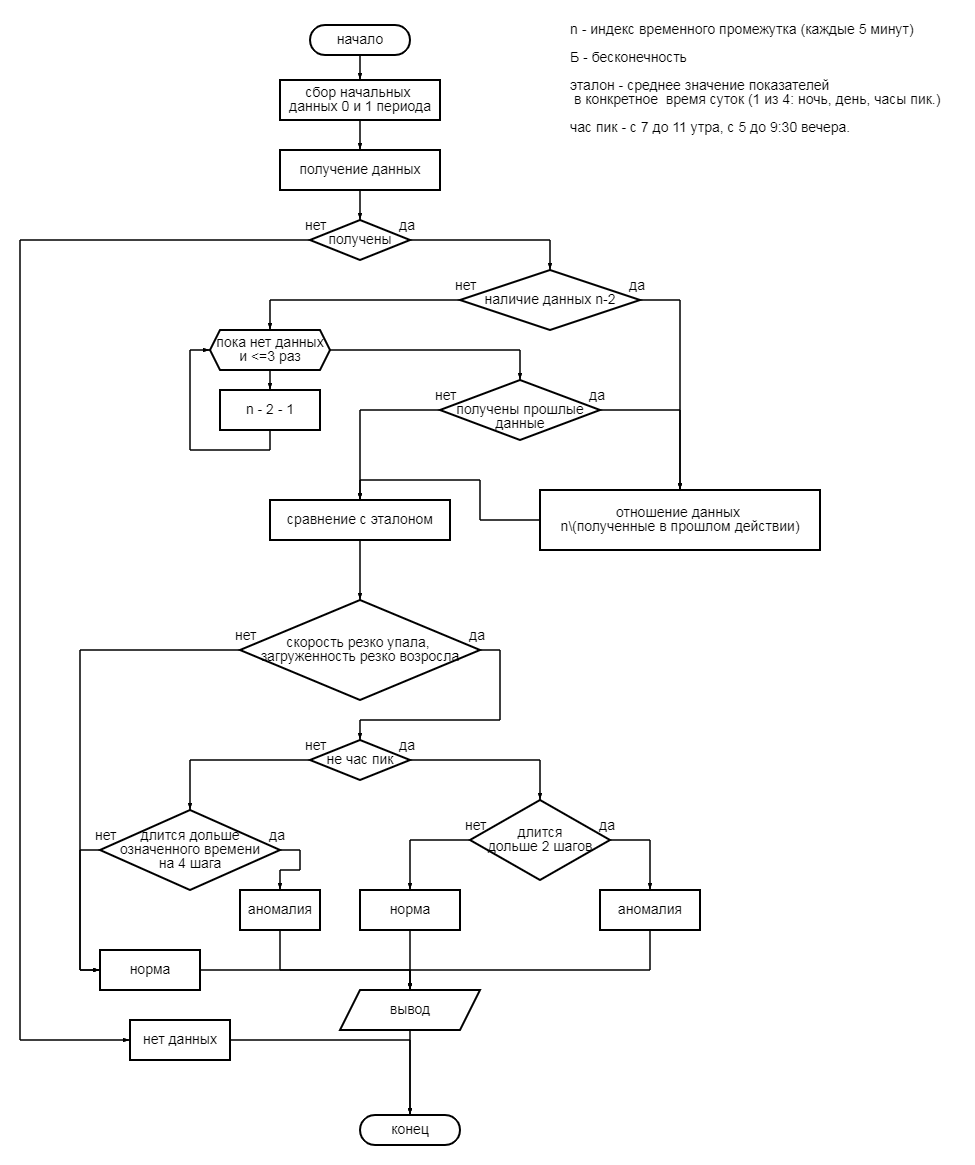 начало
n - индекс временного промежутка (каждые 5 минут)
Б - бесконечность
эталон - среднее значение показателей
в конкретное время суток (1 из 4: ночь, день, часы пик.)
час пик - с 7 до 11 утра, с 5 до 9:30 вечера.
сбор начальных
данных 0 и 1 периода
получение данных
нет
да
получены
нет
да
наличие данных n-2
пока нет данных
и <=3 раз
n - 2 - 1
нет
да
получены прошлые
данные
сравнение с эталоном
отношение данных
n\(полученные в прошлом действии)
нет
да
скорость резко упала,
загруженность резко возросла
нет
да
не час пик
нет
да
длится дольше
означенного времени
на 4 шага
нет
да
длится
дольше 2 шагов
аномалия
норма
аномалия
норма
вывод
нет данных
конец